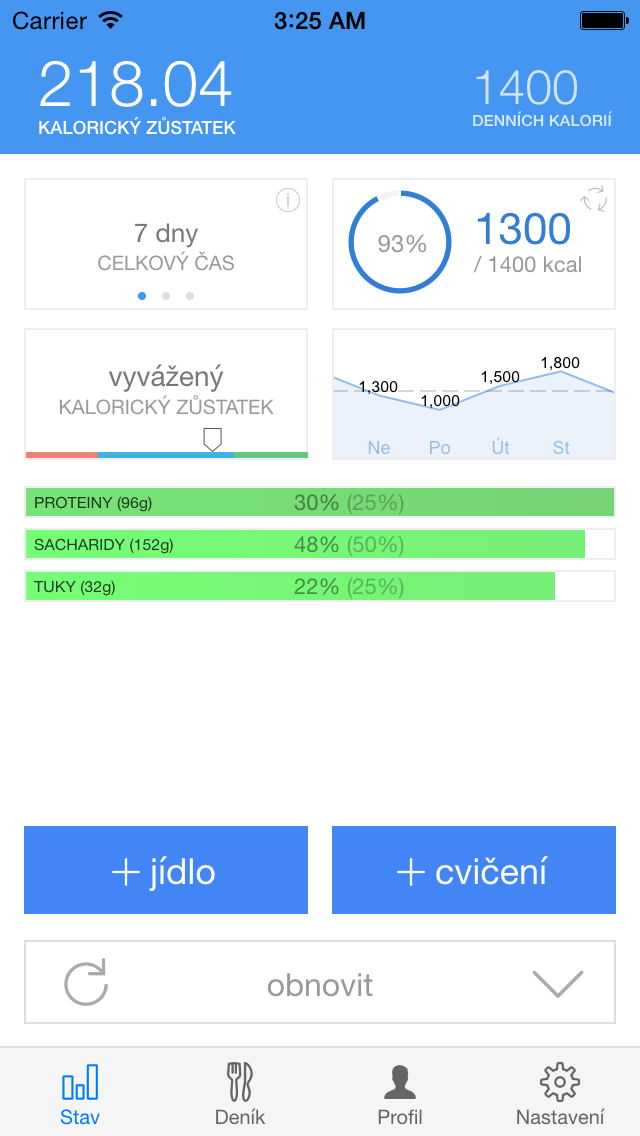 Carrier 3:25 AM
218.04 1400
KALORICKÝ ZŮSTATEK DENNÍCH KALORIÍ
7 dny
CELKOVÝ ČAS
93% 1300
/ 1400 kcal
vyvážený
KALORICKÝ ZŮSTATEK
1,300 1,000 1,500 1,800
Ne Po Út St
PROTEINY (96g) 30% (25%)
SACHARIDY (152g) 48% (50%)
TUKY (32g) 22% (25%)
+ jídlo
+ cvičení
obnovit
Stav Deník Profil Nastavení